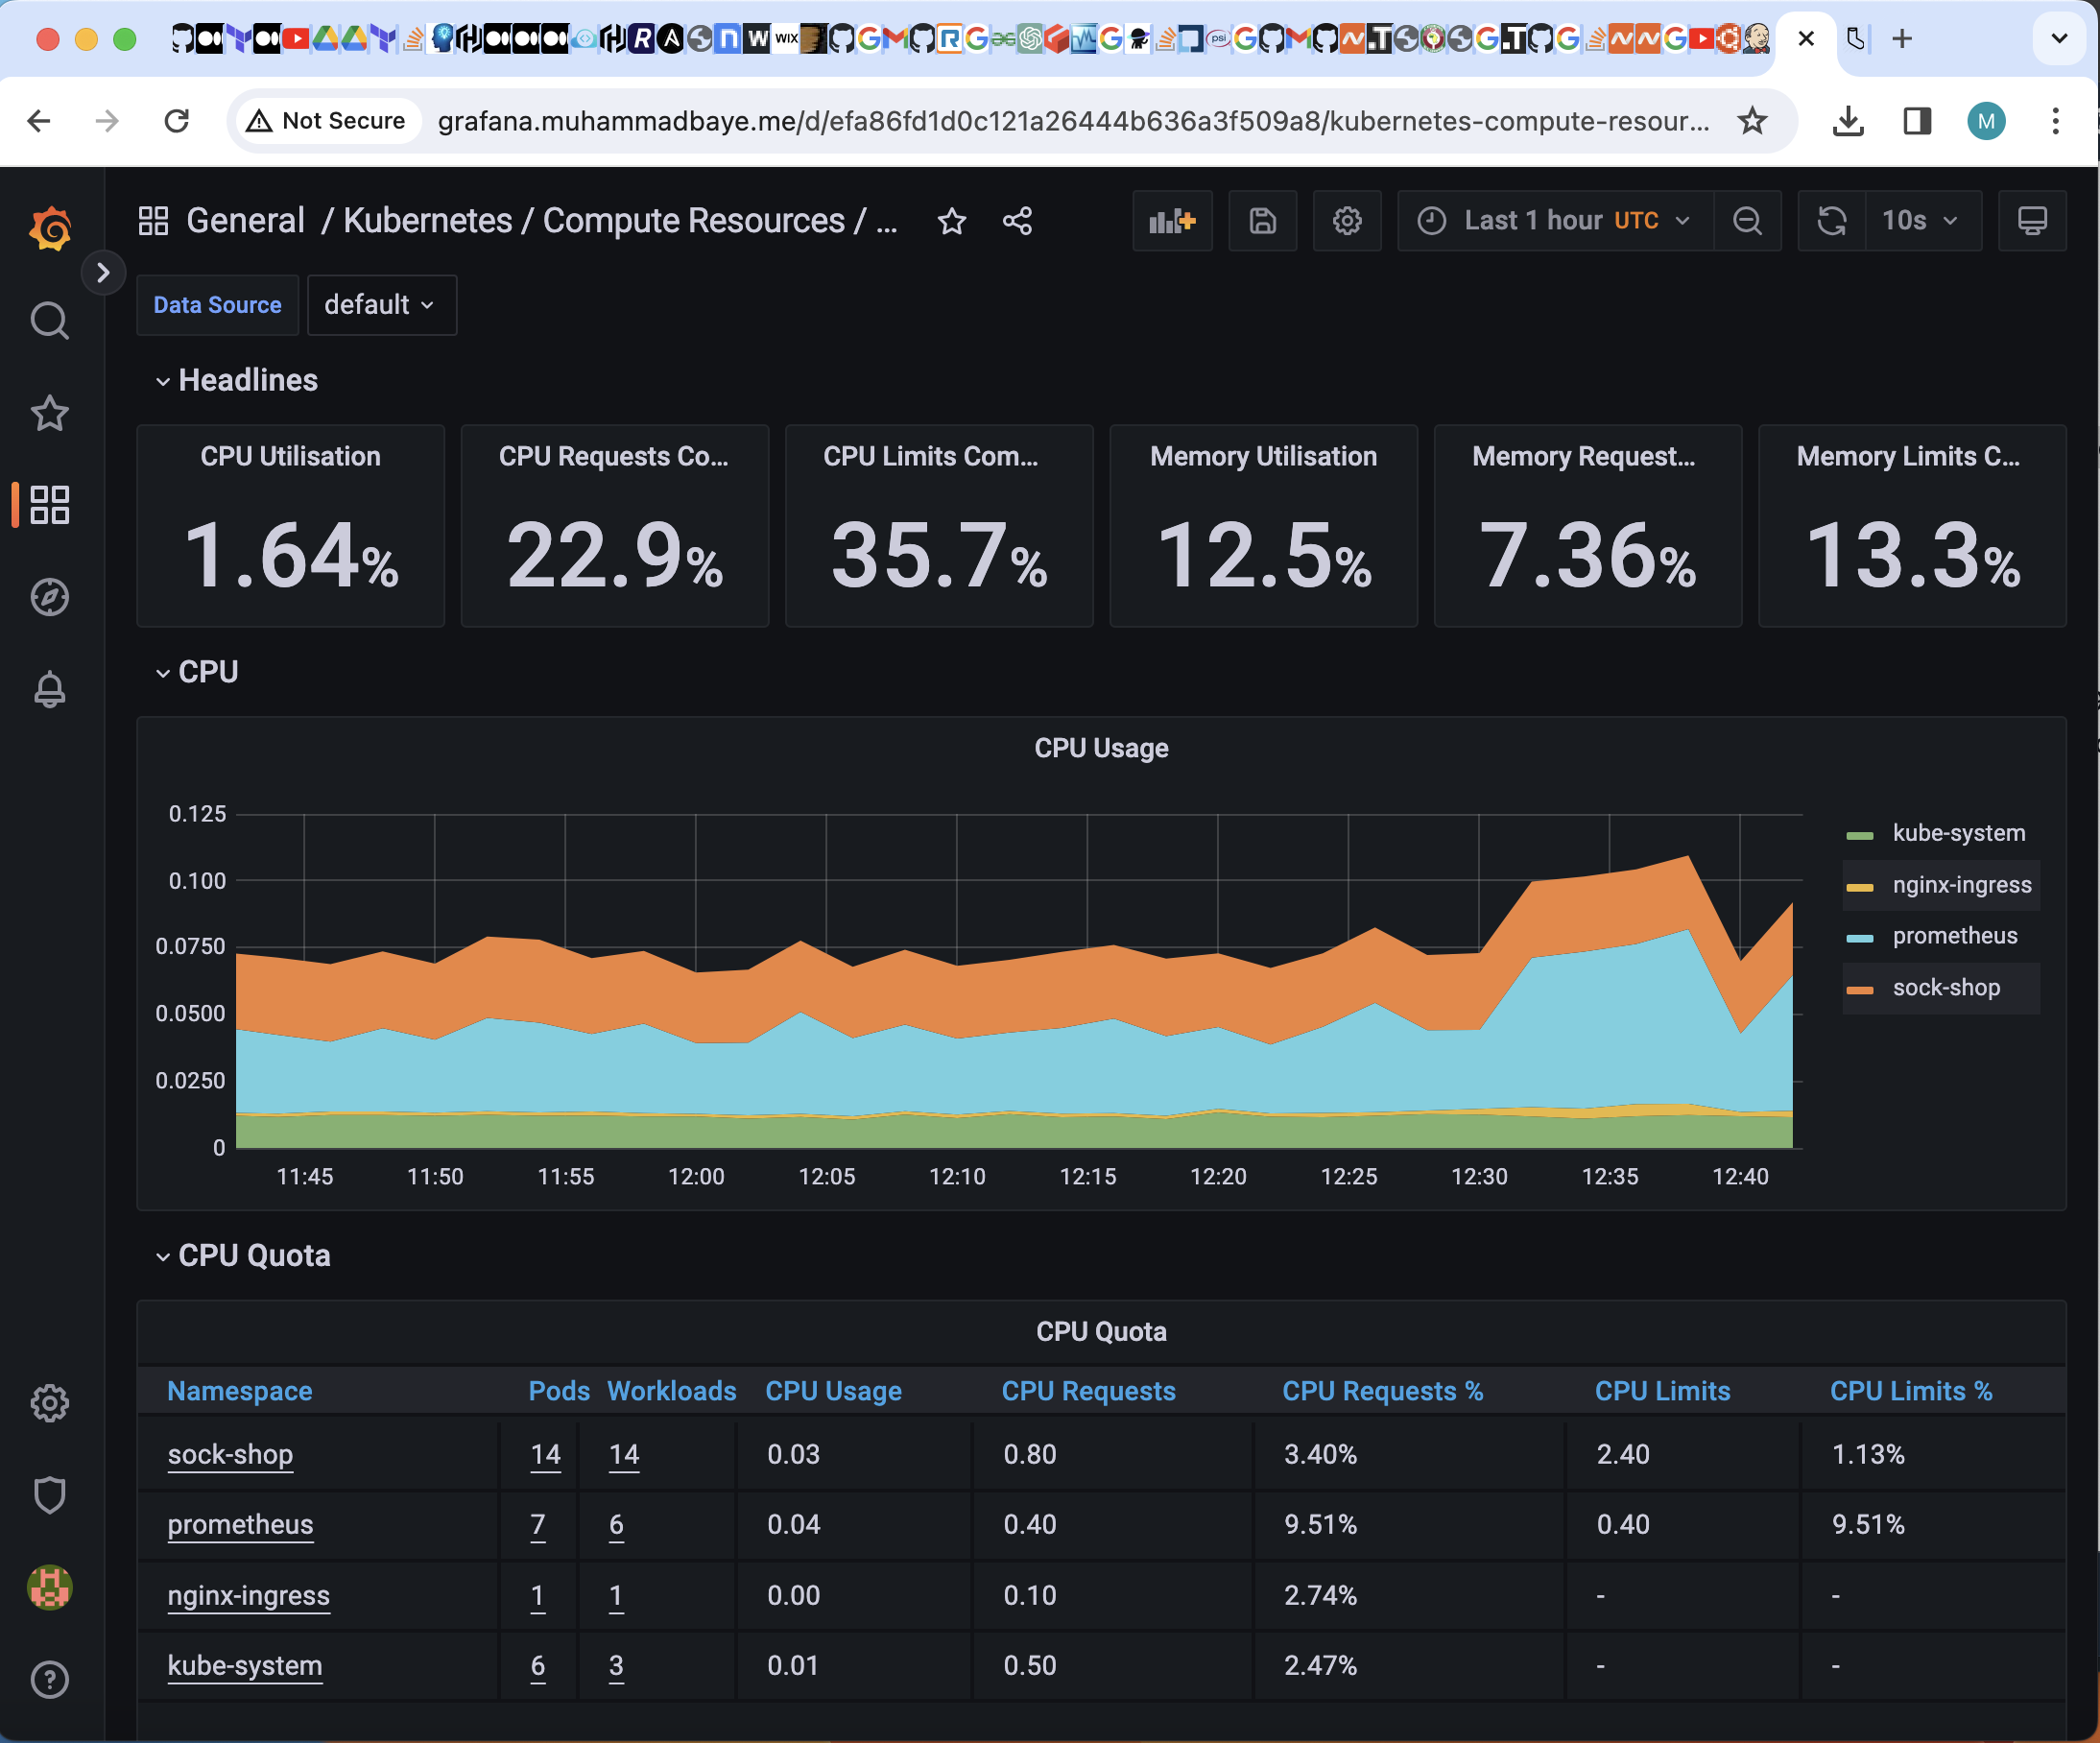 Not Secure grafana.muhammadbaye.me/d/efa86fd1d0c121a26444b636a3f509a8/kubernetes-compute-resour... M
General / Kubernetes / Compute Resources / ... Last 1 hour UTC 10s
Data Source default
Headlines
CPU Utilisation CPU Requests Co... CPU Limits Com... Memory Utilisation Memory Request... Memory Limits C...
1.64% 22.9% 35.7% 12.5% 7.36% 13.3%
CPU
CPU Usage
0.125
0.100
0.0750
0.0500
0.0250
0
11:45 11:50 11:55 12:00 12:05 12:10 12:15 12:20 12:25 12:30 12:35 12:40
kube-system
nginx-ingress
prometheus
sock-shop
CPU Quota
CPU Quota
Namespace Pods Workloads CPU Usage CPU Requests CPU Requests % CPU Limits CPU Limits %
sock-shop 14 14 0.03 0.80 3.40% 2.40 1.13%
prometheus 7 6 0.04 0.40 9.51% 0.40 9.51%
nginx-ingress 1 1 0.00 0.10 2.74% - -
kube-system 6 3 0.01 0.50 2.47% - -